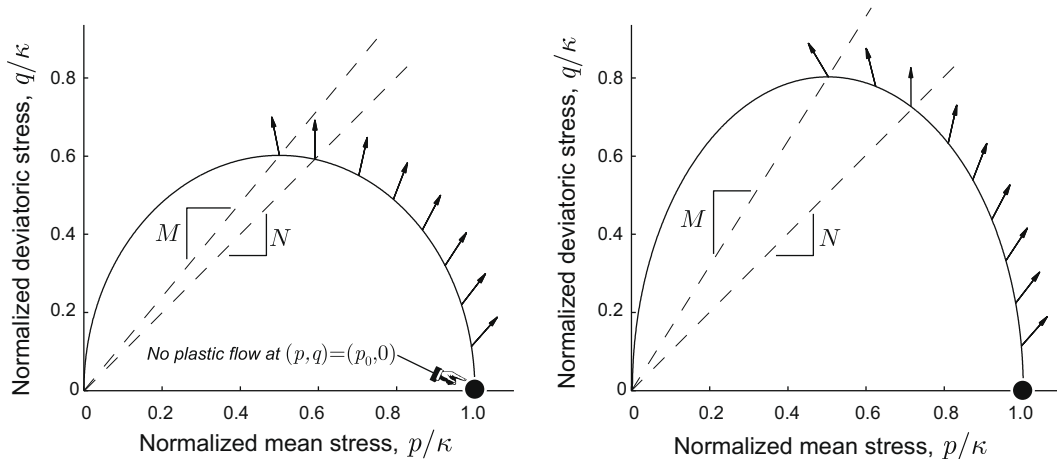 Normalized deviatoric stress, q/κ
0.8
0.6
0.4
0.2
0
M
N
No plastic flow at (p,q)=(p₀,0)
0
0.2
0.4
0.6
0.8
1.0
Normalized mean stress, p/κ
Normalized deviatoric stress, q/κ
0.8
0.6
0.4
0.2
0
M
N
0
0.2
0.4
0.6
0.8
1.0
Normalized mean stress, p/κ